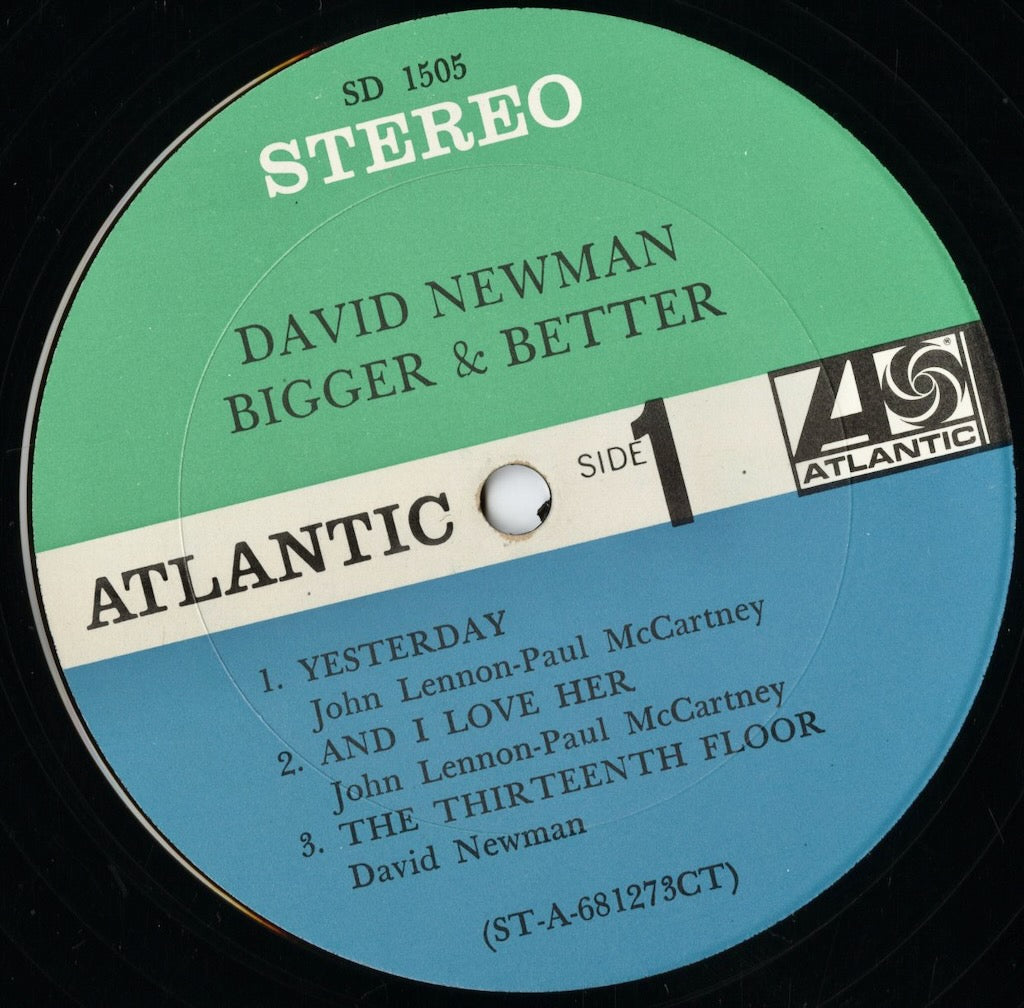 SD 1505
STEREO
DAVID NEWMAN
BIGGER & BETTER
ATLANTIC
SIDE 1
A
®
ATLANTIC
1. YESTERDAY
John Lennon-Paul McCartney
2. AND I LOVE HER
John Lennon-Paul McCartney
3. THE THIRTEENTH FLOOR
David Newman
(ST-A-681273CT)